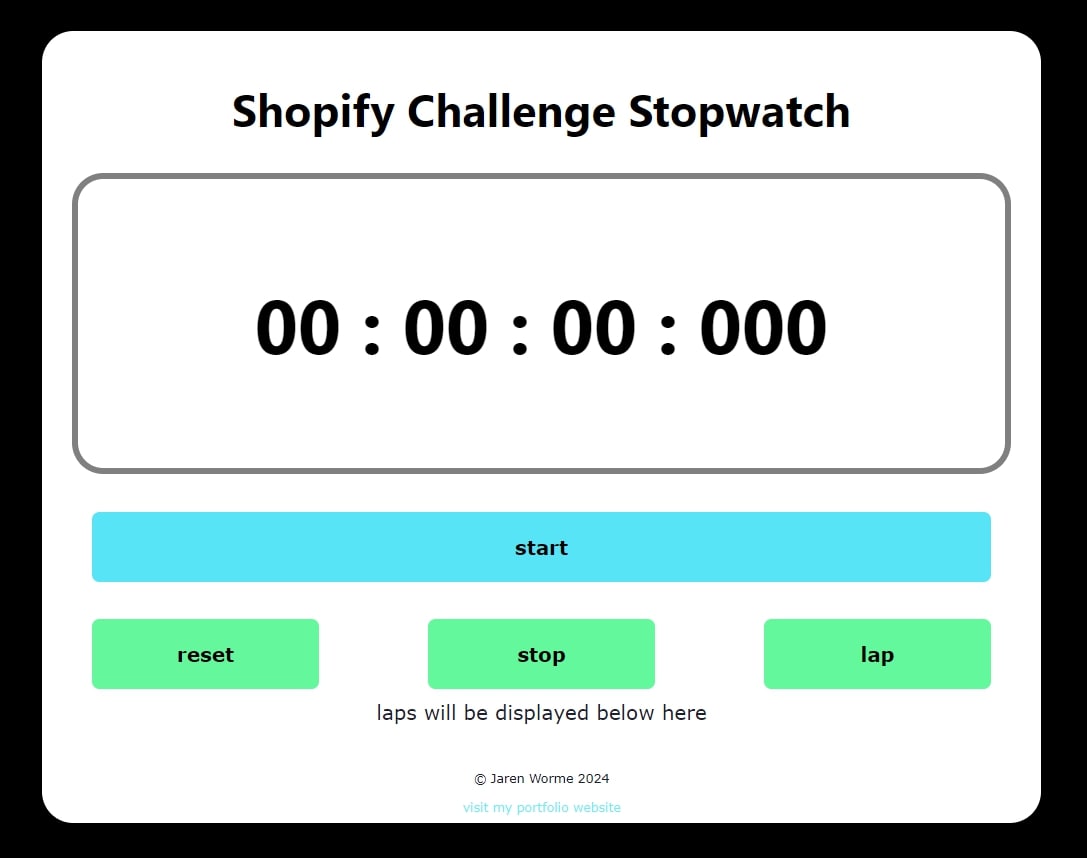 Shopify Challenge Stopwatch
00 : 00 : 00 : 000
start
reset stop lap
laps will be displayed below here
© Jaren Worme 2024
visit my portfolio website